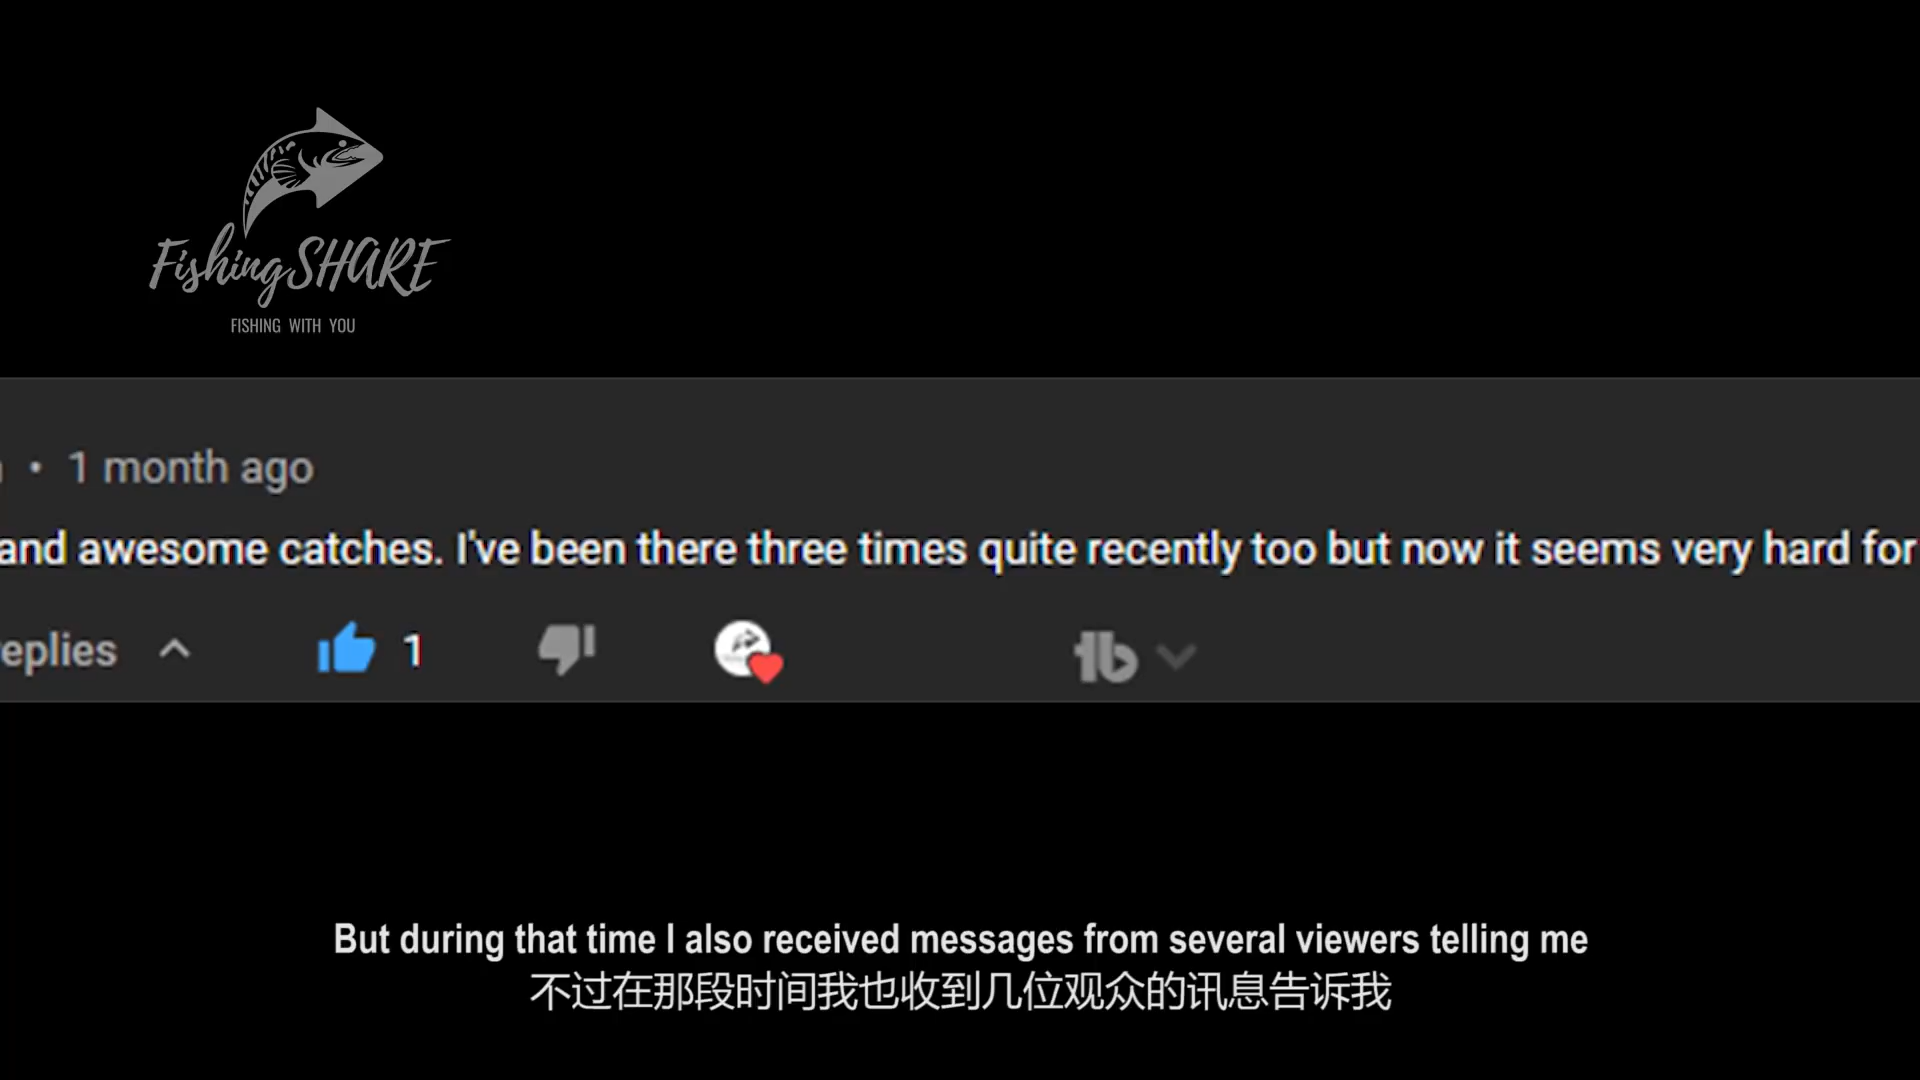 FishingSHARE
FISHING WITH YOU
• 1 month ago
and awesome catches. I've been there three times quite recently too but now it seems very hard for
replies
1
But during that time I also received messages from several viewers telling me
不过在那段时间我也收到几位观众的讯息告诉我